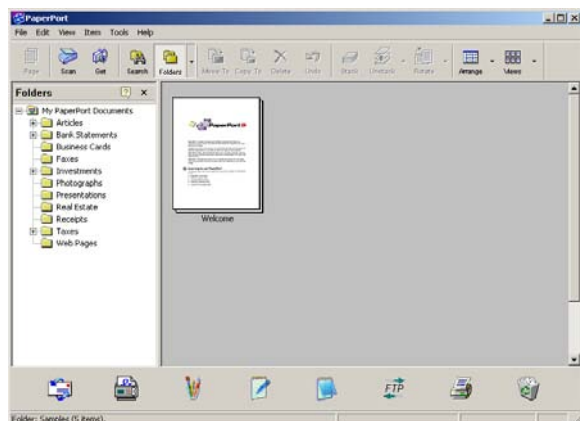 PaperPort
File Edit View Item Tools Help
Page Scan Get Search Folders Move To Copy To Delete Undo Stack Unstack Rotate Arrange Views
Folders
My PaperPort Documents
Articles
Bank Statements
Business Cards
Faxes
Investments
Photographs
Presentations
Real Estate
Receipts
Taxes
Web Pages
PaperPort
Welcome
FTP
Folder: Samples (5 items).